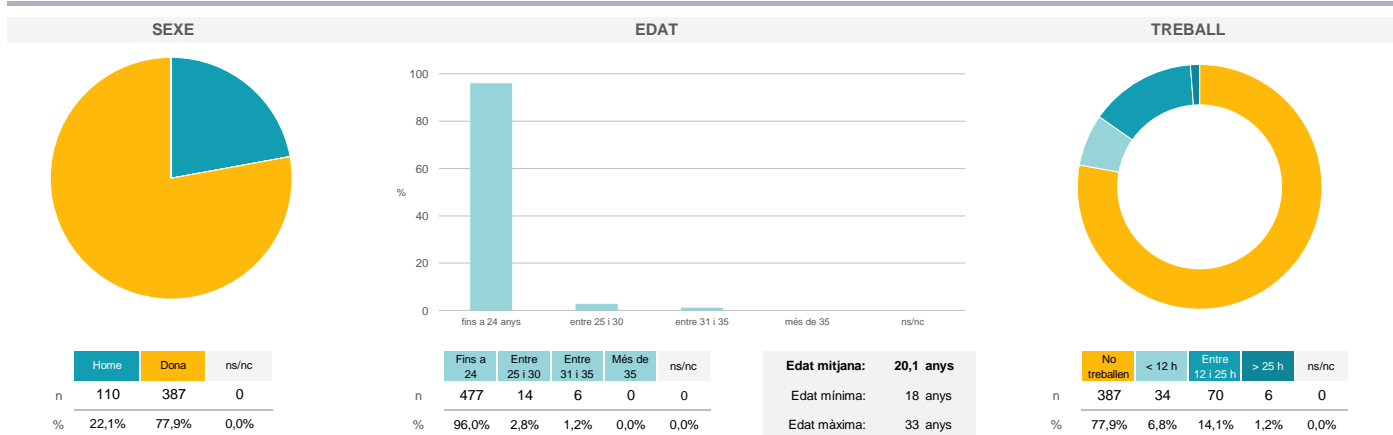 SEXE
EDAT
TREBALL
100
80
60
%
40
20
0
fins a 24 anys entre 25 i 30 entre 31 i 35 més de 35 ns/nc
Home Dona ns/nc
n 110 387 0
% 22,1% 77,9% 0,0%
Fins a 24 Entre 25 i 30 Entre 31 i 35 Més de 35 ns/nc
n 477 14 6 0 0
% 96,0% 2,8% 1,2% 0,0% 0,0%
Edat mitjana: 20,1 anys
Edat mínima: 18 anys
Edat màxima: 33 anys
No treballen < 12 h Entre 12 i 25 h > 25 h ns/nc
n 387 34 70 6 0
% 77,9% 6,8% 14,1% 1,2% 0,0%